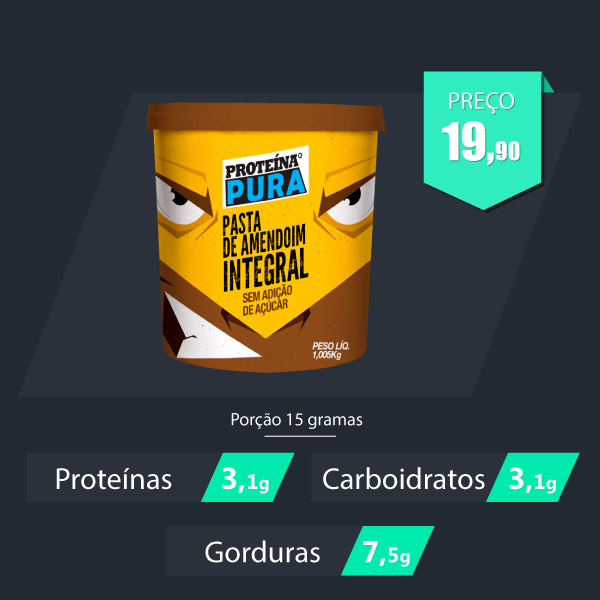 PREÇO
19,90
PROTEÍNA
PURA
PASTA
DE AMENDOIM
INTEGRAL
SEM ADIÇÃO
DE AÇÚCAR
PESO LÍQ.
1,005Kg
Porção 15 gramas
Proteínas 3,1g
Carboidratos 3,1g
Gorduras 7,5g